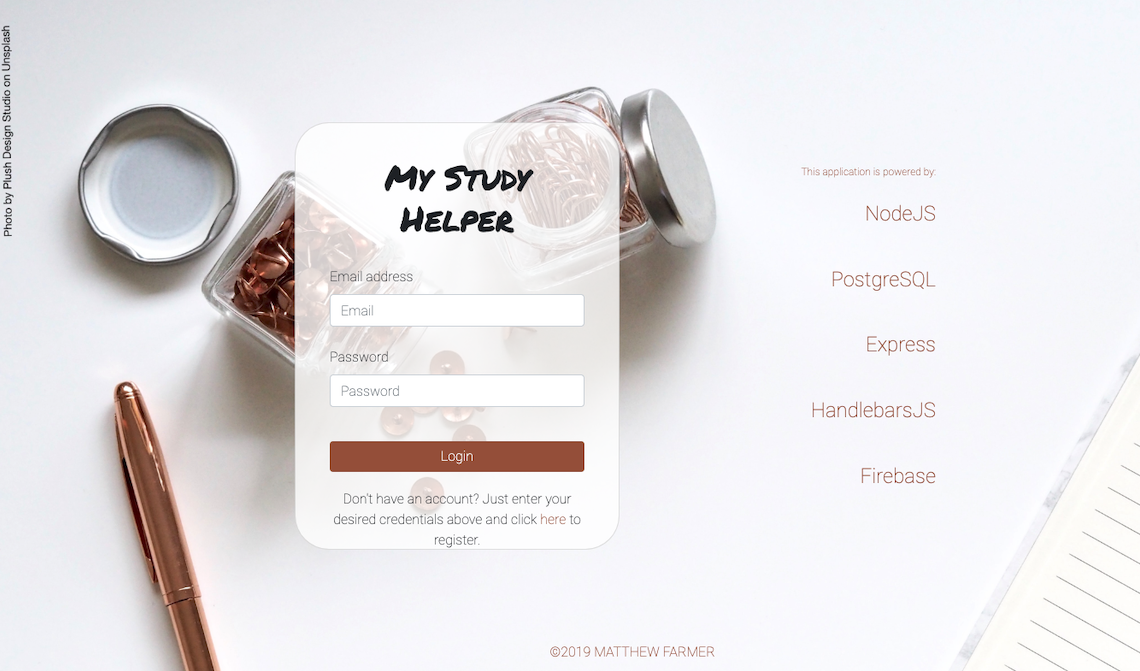 Photo by Plush Design Studio on Unsplash
My Study
Helper
Email address
Email
Password
Password
Login
Don't have an account? Just enter your
desired credentials above and click here to
register.
This application is powered by:
NodeJS
PostgreSQL
Express
HandlebarsJS
Firebase
©2019 MATTHEW FARMER